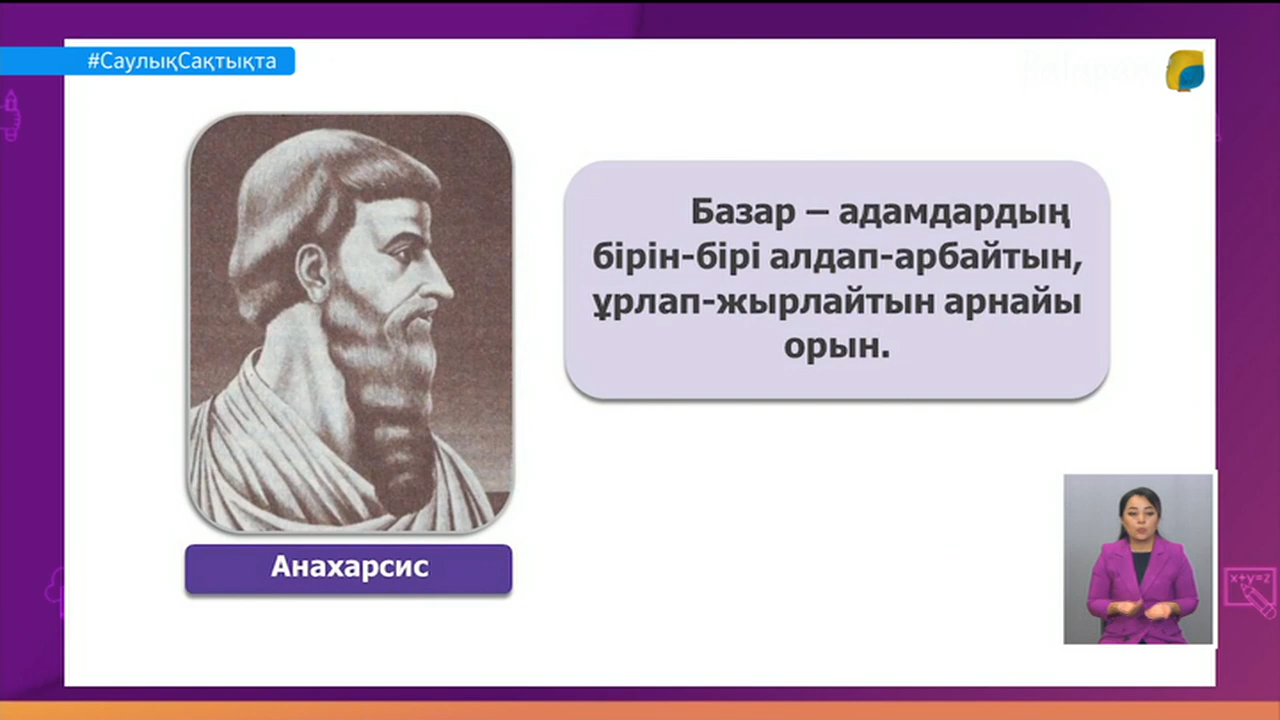 #СаулықСақтықта
Базар – адамдардың
бірін-бірі алдап-арбайтын,
ұрлап-жырлайтын арнайы
орын.
Анахарсис
x+y=z